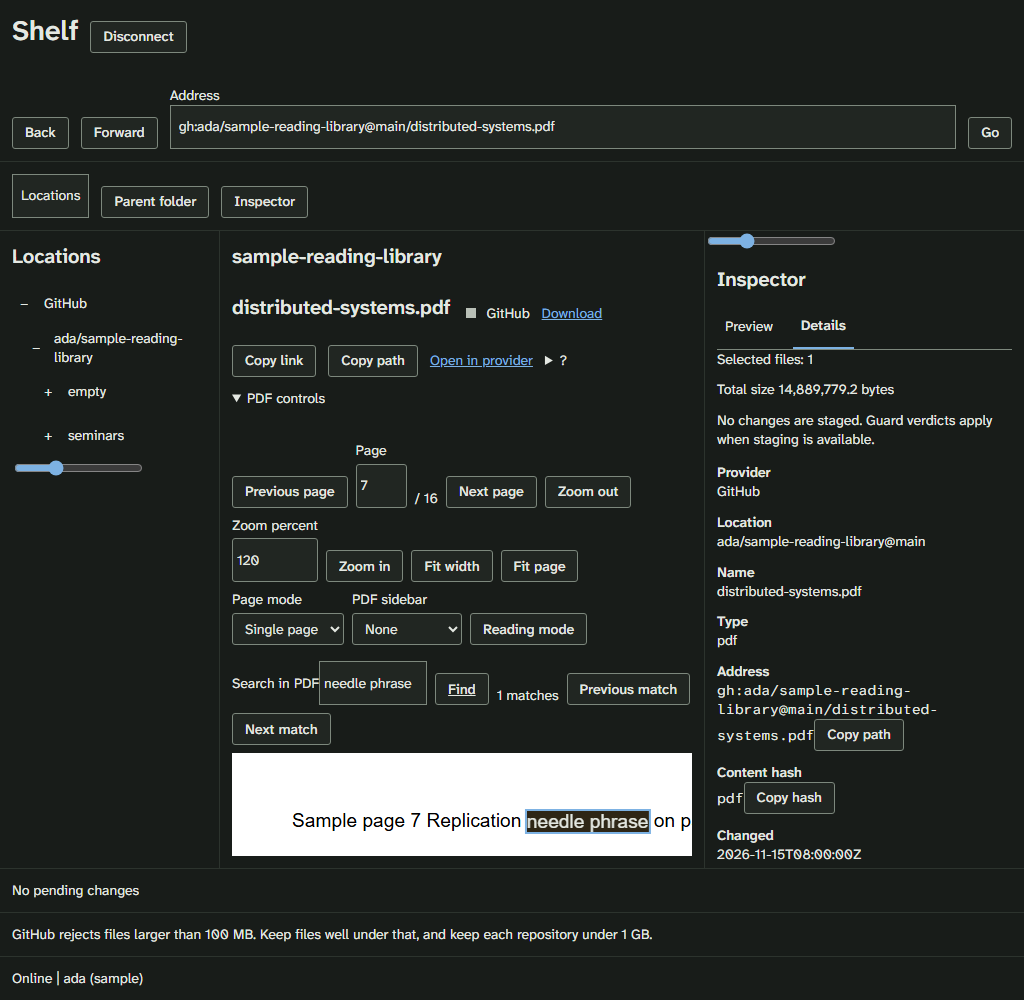 Shelf
Disconnect
Address
Back
Forward
gh:ada/sample-reading-library@main/distributed-systems.pdf
Go
Locations
Parent folder
Inspector
Locations
– GitHub
– ada/sample-reading-
library
+ empty
+ seminars
sample-reading-library
distributed-systems.pdf
GitHub
Download
Copy link
Copy path
Open in provider
▶ ?
▼ PDF controls
Page
Previous page
7
/ 16
Next page
Zoom out
Zoom percent
120
Zoom in
Fit width
Fit page
Page mode
PDF sidebar
Single page
None
Reading mode
Search in PDF
needle phrase
Find
1 matches
Previous match
Next match
Sample page 7 Replication needle phrase on p
Inspector
Preview
Details
Selected files: 1
Total size 14,889,779.2 bytes
No changes are staged. Guard verdicts apply
when staging is available.
Provider
GitHub
Location
ada/sample-reading-library@main
Name
distributed-systems.pdf
Type
pdf
Address
gh:ada/sample-reading-
library@main/distributed-
systems.pdf
Copy path
Content hash
pdf
Copy hash
Changed
2026-11-15T08:00:00Z
No pending changes
GitHub rejects files larger than 100 MB. Keep files well under that, and keep each repository under 1 GB.
Online | ada (sample)